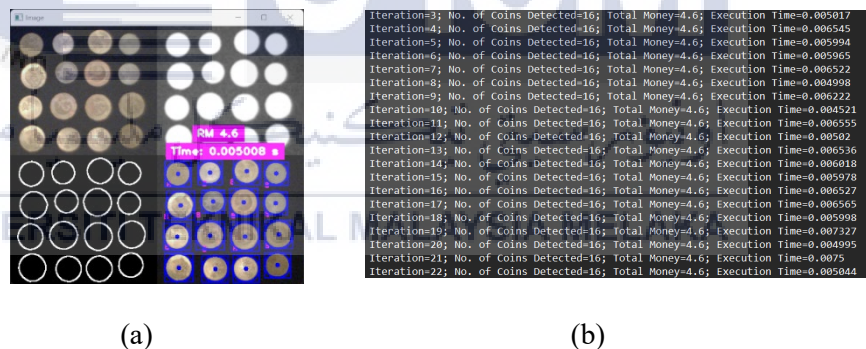 Image
RM 4.6
Time: 0.005008 s
Iteration=3; No. of Coins Detected=16; Total Money=4.6; Execution Time=0.005017
Iteration=4; No. of Coins Detected=16; Total Money=4.6; Execution Time=0.006545
Iteration=5; No. of Coins Detected=16; Total Money=4.6; Execution Time=0.005994
Iteration=6; No. of Coins Detected=16; Total Money=4.6; Execution Time=0.005965
Iteration=7; No. of Coins Detected=16; Total Money=4.6; Execution Time=0.006522
Iteration=8; No. of Coins Detected=16; Total Money=4.6; Execution Time=0.004998
Iteration=9; No. of Coins Detected=16; Total Money=4.6; Execution Time=0.006222
Iteration=10; No. of Coins Detected=16; Total Money=4.6; Execution Time=0.004521
Iteration=11; No. of Coins Detected=16; Total Money=4.6; Execution Time=0.006555
Iteration=12; No. of Coins Detected=16; Total Money=4.6; Execution Time=0.00502
Iteration=13; No. of Coins Detected=16; Total Money=4.6; Execution Time=0.006536
Iteration=14; No. of Coins Detected=16; Total Money=4.6; Execution Time=0.006018
Iteration=15; No. of Coins Detected=16; Total Money=4.6; Execution Time=0.005978
Iteration=16; No. of Coins Detected=16; Total Money=4.6; Execution Time=0.006527
Iteration=17; No. of Coins Detected=16; Total Money=4.6; Execution Time=0.006565
Iteration=18; No. of Coins Detected=16; Total Money=4.6; Execution Time=0.005998
Iteration=19; No. of Coins Detected=16; Total Money=4.6; Execution Time=0.007327
Iteration=20; No. of Coins Detected=16; Total Money=4.6; Execution Time=0.004995
Iteration=21; No. of Coins Detected=16; Total Money=4.6; Execution Time=0.0075
Iteration=22; No. of Coins Detected=16; Total Money=4.6; Execution Time=0.005044
ERSITI TEKNIKAL MALAYSIA MELAKA
(a) (b)